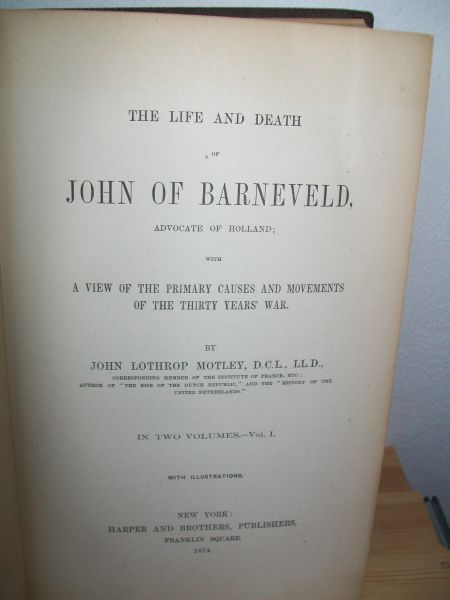 THE LIFE AND DEATH
OF
JOHN OF BARNEVELD,
ADVOCATE OF HOLLAND;
WITH
A VIEW OF THE PRIMARY CAUSES AND MOVEMENTS
OF THE THIRTY YEARS' WAR.
BY
JOHN LOTHROP MOTLEY, D.C.L., LL.D.,
CORRESPONDING MEMBER OF THE INSTITUTE OF FRANCE, ETC.;
AUTHOR OF "THE RISE OF THE DUTCH REPUBLIC," AND THE "HISTORY OF THE
UNITED NETHERLANDS."
IN TWO VOLUMES.—Vol. I.
WITH ILLUSTRATIONS.
NEW YORK:
HARPER AND BROTHERS, PUBLISHERS,
FRANKLIN SQUARE
1874.